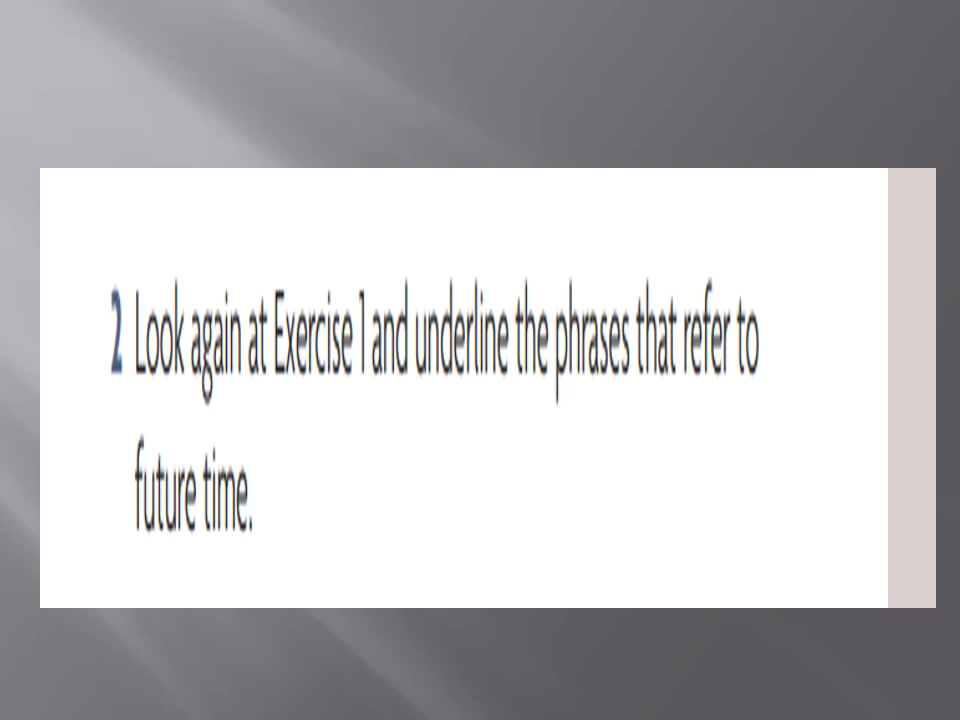 2 Look again at Exercise 1 and underline the phrases that refer to
future time.